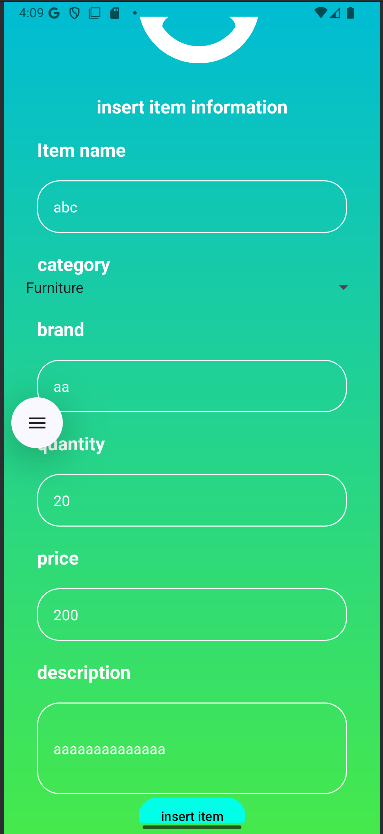 4:09
insert item information
Item name
abc
category
Furniture
brand
aa
quantity
20
price
200
description
aaaaaaaaaaaaaa
insert item